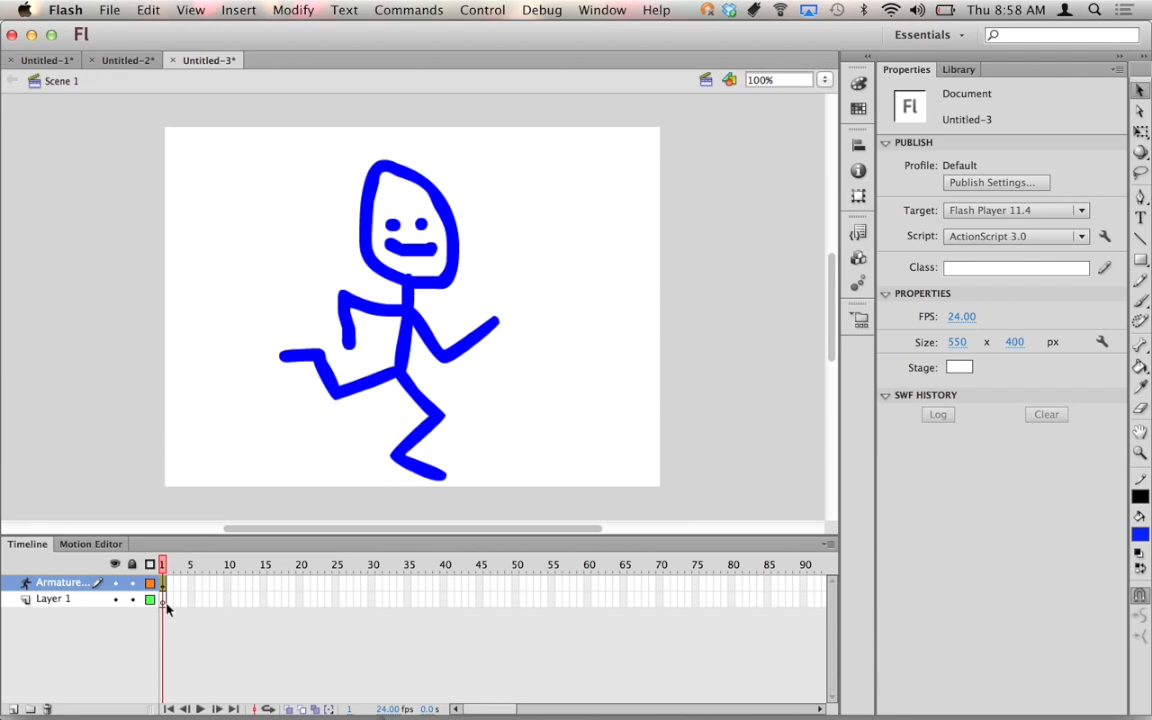 Flash File Edit View Insert Modify Text Commands Control Debug Window Help Thu 8:58 AM
Fl Essentials
Untitled-1* Untitled-2* Untitled-3*
Scene 1 100%
Properties Library
Fl Document
Untitled-3
PUBLISH
Profile: Default
Publish Settings...
Target: Flash Player 11.4
Script: ActionScript 3.0
Class:
PROPERTIES
FPS: 24.00
Size: 550 x 400 px
Stage:
SWF HISTORY
Log Clear
Timeline Motion Editor
1 5 10 15 20 25 30 35 40 45 50 55 60 65 70 75 80 85 90
Armature...
Layer 1
1 24.00 fps 0.0 s